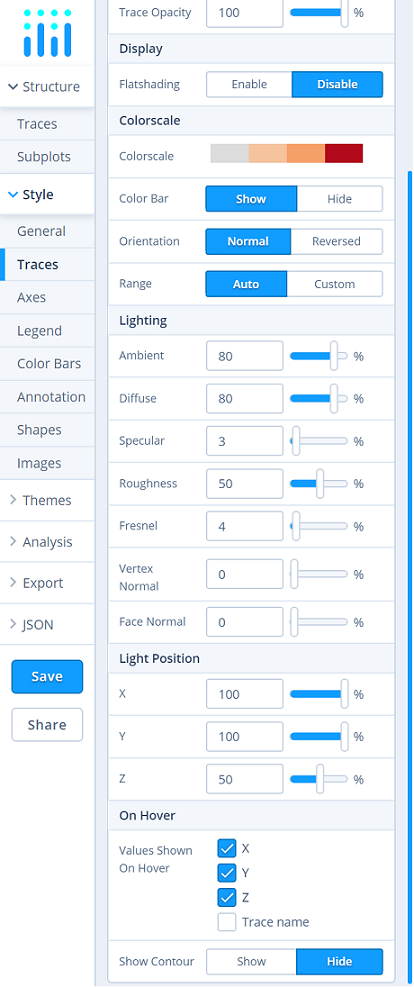 Trace Opacity 100 %
Structure
Display
Flatshading Enable Disable
Traces
Colorscale
Subplots
Colorscale
Style
Color Bar Show Hide
General
Orientation Normal Reversed
Traces
Range Auto Custom
Axes
Lighting
Legend
Ambient 80 %
Color Bars
Annotation
Diffuse 80 %
Shapes
Specular 3 %
Images
Roughness 50 %
Themes
Fresnel 4 %
Analysis
Vertex
Normal
0 %
Export
Face Normal 0 %
JSON
Light Position
Save
X 100 %
Share
Y 100 %
Z 50 %
On Hover
Values Shown
On Hover
X
Y
Z
Trace name
Show Contour Show Hide